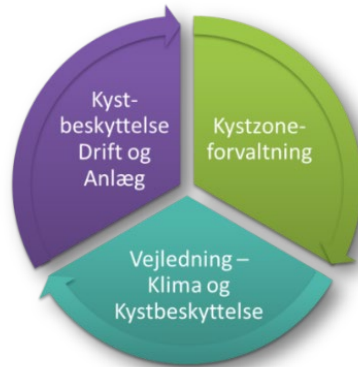 Kyst-
beskyttelse
Drift og
Anlæg
Kystzone-
forvaltning
Vejledning –
Klima og
Kystbeskyttelse